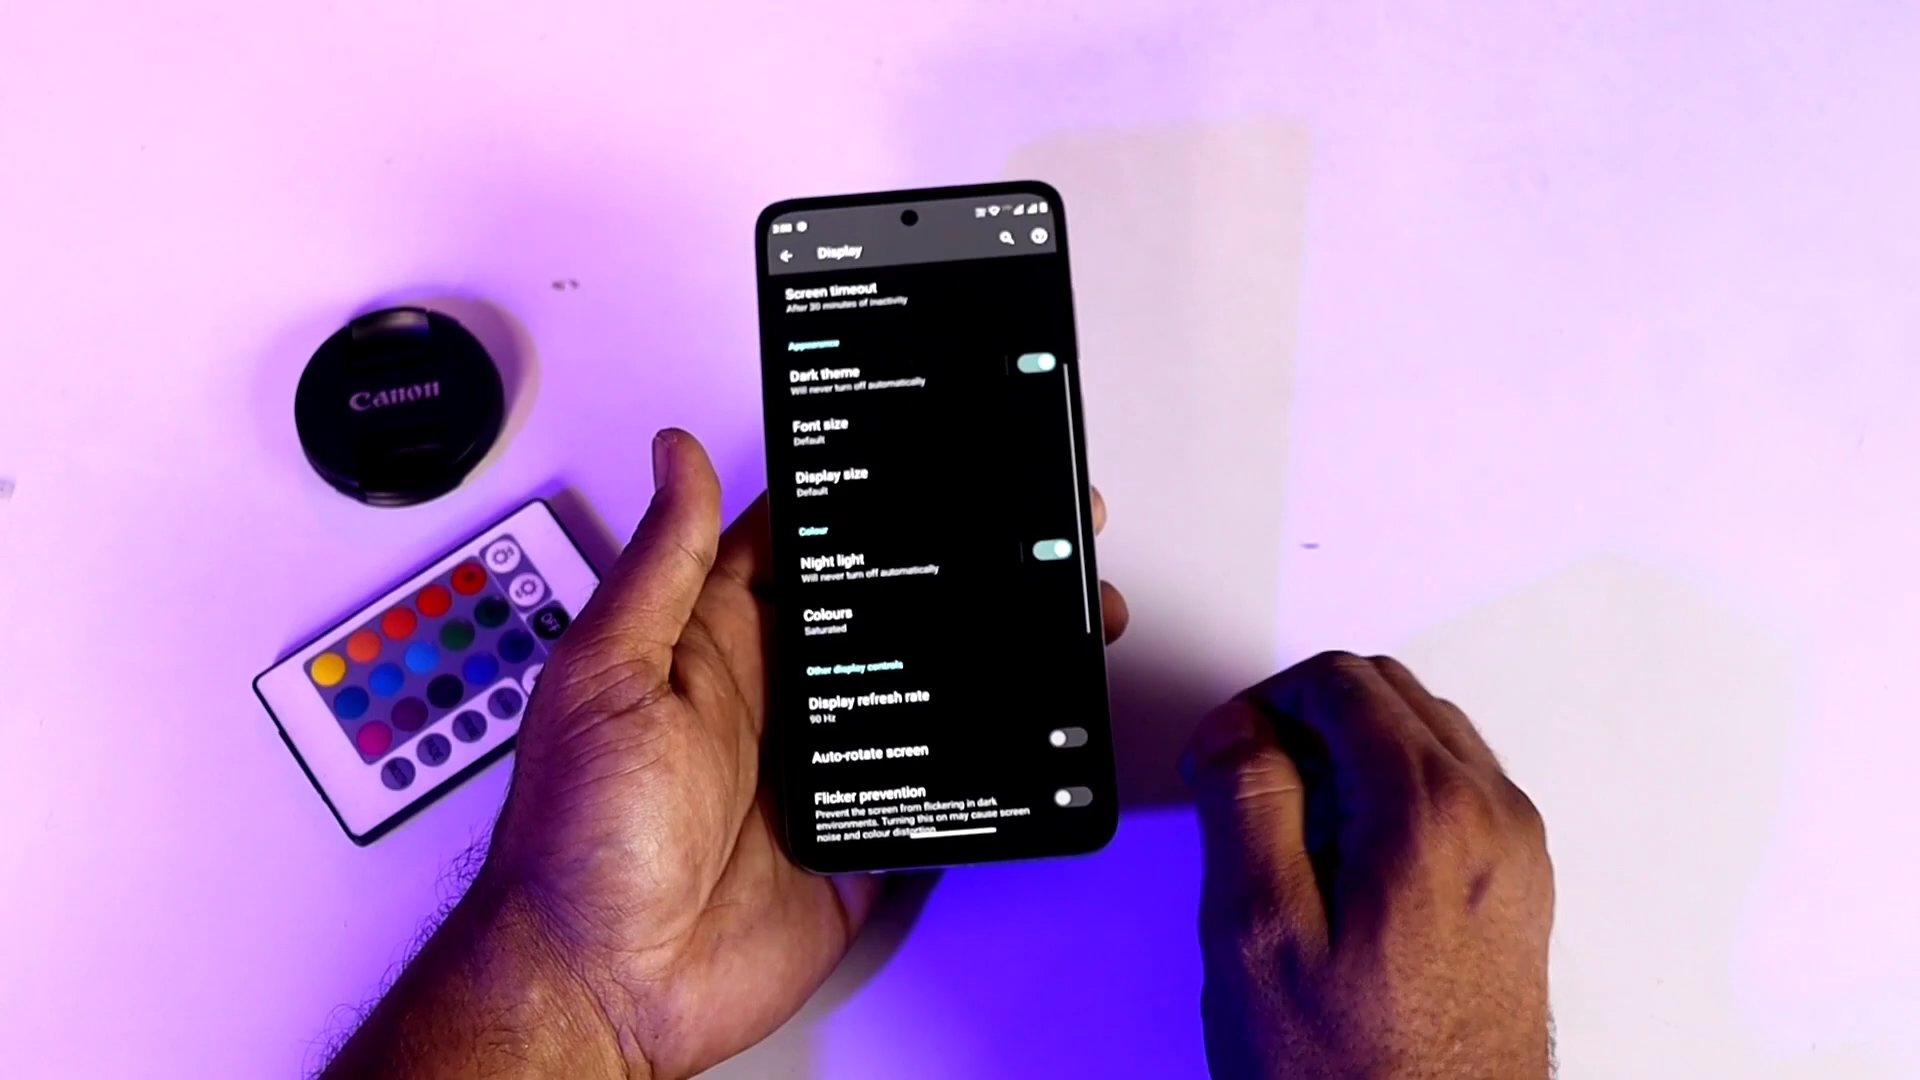 Display
Screen timeout
After 30 minutes of inactivity
Appearance
Dark theme
Will never turn off automatically
Font size
Default
Display size
Default
Colour
Night light
Will never turn off automatically
Colours
Saturated
Other display controls
Display refresh rate
90 Hz
Auto-rotate screen
Flicker prevention
Prevent the screen from flickering in dark
environments. Turning this on may cause screen
noise and colour distortion
Canon
OFF